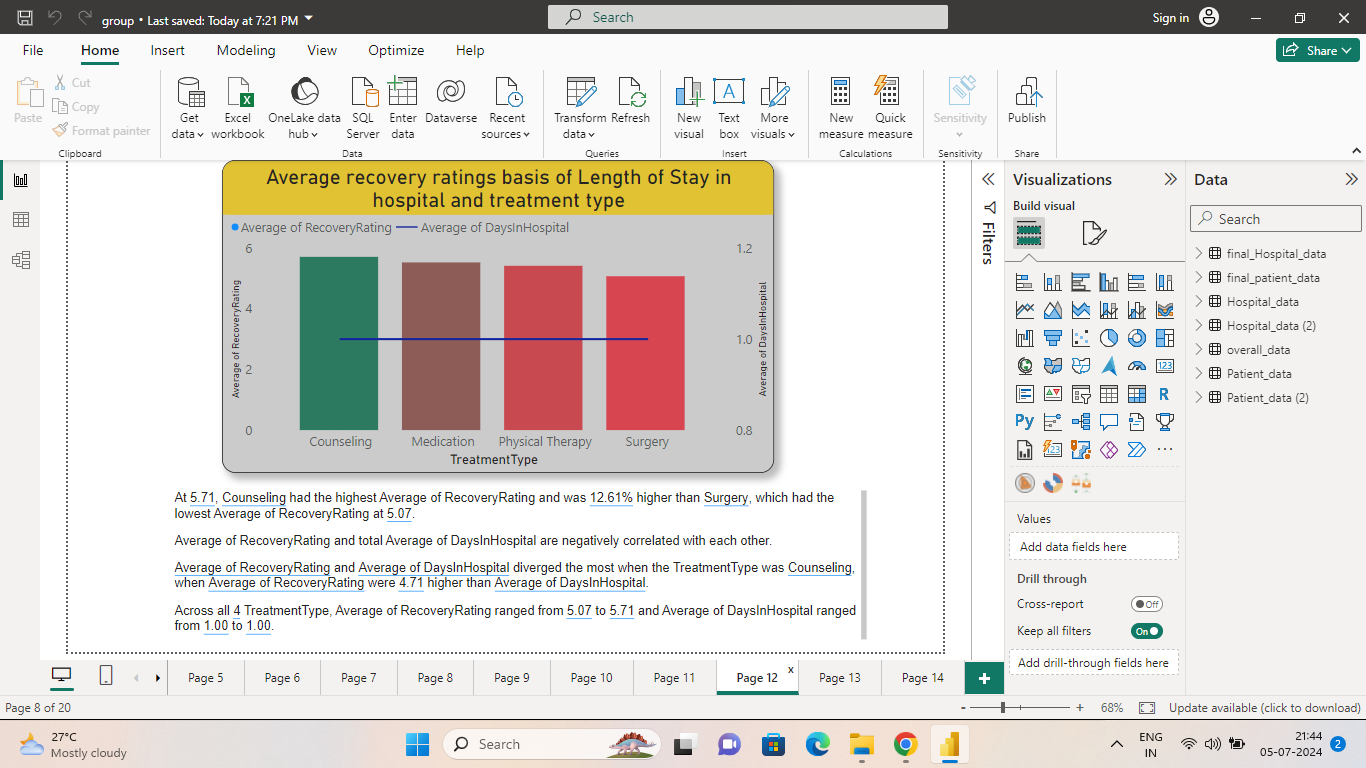 group • Last saved: Today at 7:21 PM
Search
Sign in
File Home Insert Modeling View Optimize Help
Share
Paste
Cut
Copy
Format painter
Clipboard
Get data
Excel workbook
OneLake data hub
SQL Server
Enter data
Dataverse
Recent sources
Data
Transform data
Refresh
Queries
New visual
Text box
More visuals
Insert
New measure
Quick measure
Calculations
Sensitivity
Sensitivity
Publish
Share
Average recovery ratings basis of Length of Stay in
hospital and treatment type
Average of RecoveryRating Average of DaysInHospital
6
4
2
0
Average of RecoveryRating
1.2
1.0
0.8
Average of DaysInHospital
Counseling Medication Physical Therapy Surgery
TreatmentType
At 5.71, Counseling had the highest Average of RecoveryRating and was 12.61% higher than Surgery, which had the
lowest Average of RecoveryRating at 5.07.
Average of RecoveryRating and total Average of DaysInHospital are negatively correlated with each other.
Average of RecoveryRating and Average of DaysInHospital diverged the most when the TreatmentType was Counseling,
when Average of RecoveryRating were 4.71 higher than Average of DaysInHospital.
Across all 4 TreatmentType, Average of RecoveryRating ranged from 5.07 to 5.71 and Average of DaysInHospital ranged
from 1.00 to 1.00.
Filters
Visualizations
Build visual
123
R
Py
123
Values
Add data fields here
Drill through
Cross-report
Off
Keep all filters
On
Add drill-through fields here
Data
Search
final_Hospital_data
final_patient_data
Hospital_data
Hospital_data (2)
overall_data
Patient_data
Patient_data (2)
Page 5 Page 6 Page 7 Page 8 Page 9 Page 10 Page 11 Page 12 x Page 13 Page 14 +
Page 8 of 20
- + 68%
Update available (click to download)
27°C
Mostly cloudy
Search
ENG
IN
21:44
05-07-2024
2